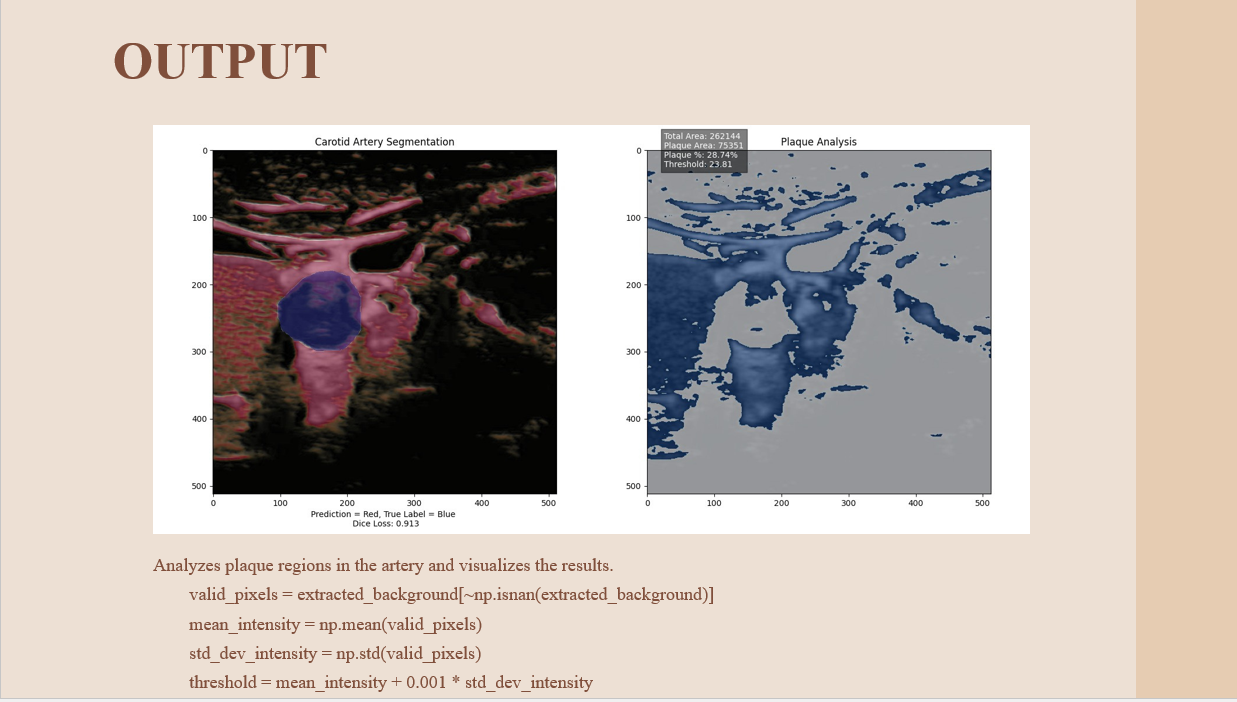 OUTPUT
Carotid Artery Segmentation
Total Area: 262144
Plaque Area: 75351
Plaque %: 28.74%
Threshold: 23.81
Plaque Analysis
0
100
200
300
400
500
0 100 200 300 400 500
Prediction = Red, True Label = Blue
Dice Loss: 0.913
0
100
200
300
400
500
0 100 200 300 400 500
Analyzes plaque regions in the artery and visualizes the results.
valid_pixels = extracted_background[~np.isnan(extracted_background)]
mean_intensity = np.mean(valid_pixels)
std_dev_intensity = np.std(valid_pixels)
threshold = mean_intensity + 0.001 * std_dev_intensity